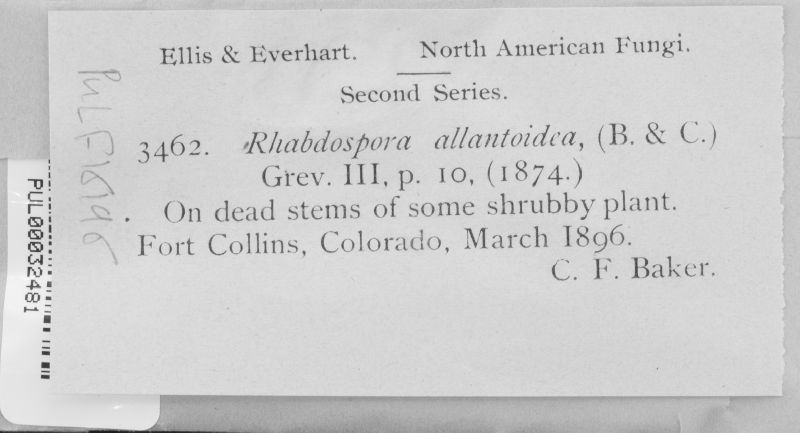 Ellis & Everhart. North American Fungi.
Second Series.
3462. Rhabdospora allantoidea, (B. & C.)
Grev. III, p. 10, (1874.)
On dead stems of some shrubby plant.
Fort Collins, Colorado, March 1896.
C. F. Baker.
PUL00032481